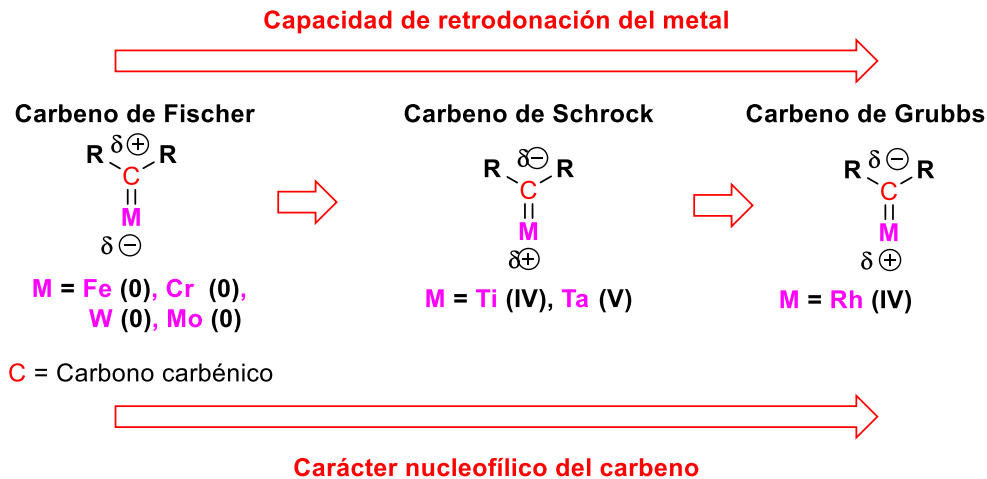 Capacidad de retrodonación del metal
Carbeno de Fischer
δ⊕
R R
C
M
δ⊖
M = Fe (0), Cr (0),
W (0), Mo (0)
Carbeno de Schrock
δ⊖
R R
C
M
δ⊕
M = Ti (IV), Ta (V)
Carbeno de Grubbs
δ⊖
R R
C
M
δ⊕
M = Rh (IV)
C = Carbono carbénico
Carácter nucleofílico del carbeno